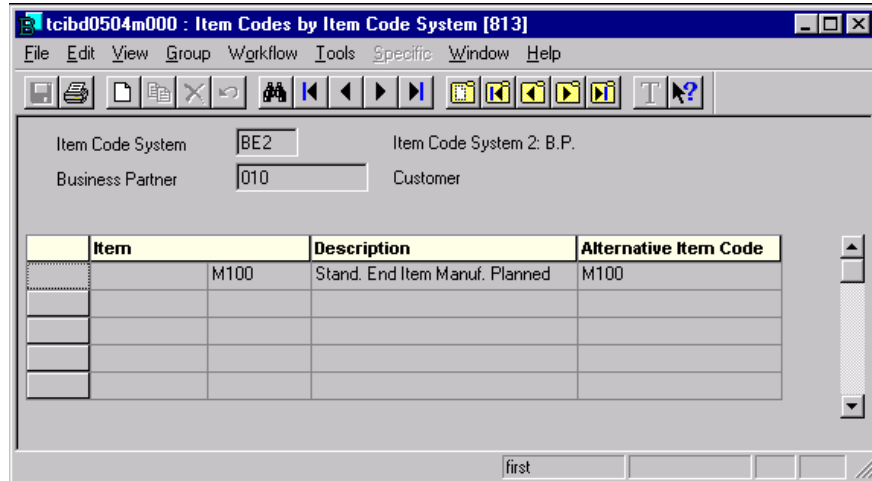 tcibd0504m000 : Item Codes by Item Code System [813]
File Edit View Group Workflow Tools Specific Window Help
T ?
Item Code System BE2 Item Code System 2: B.P.
Business Partner 010 Customer
Item Description Alternative Item Code
M100 Stand. End Item Manuf. Planned M100
first